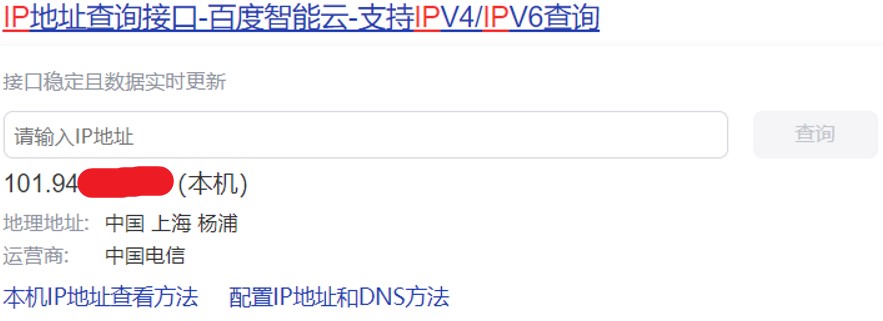 IP地址查询接口-百度智能云-支持IPV4/IPV6查询
接口稳定且数据实时更新
请输入IP地址 查询
101.94 (本机)
地理地址: 中国 上海 杨浦
运营商: 中国电信
本机IP地址查看方法 配置IP地址和DNS方法